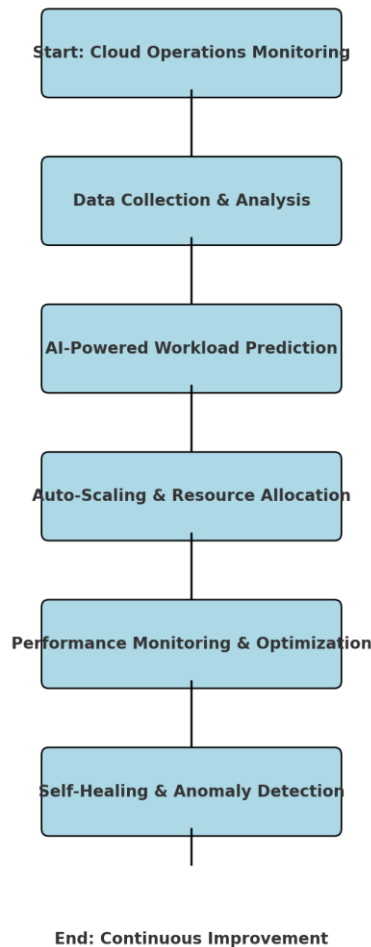 Start: Cloud Operations Monitoring
Data Collection & Analysis
AI-Powered Workload Prediction
Auto-Scaling & Resource Allocation
Performance Monitoring & Optimization
Self-Healing & Anomaly Detection
End: Continuous Improvement